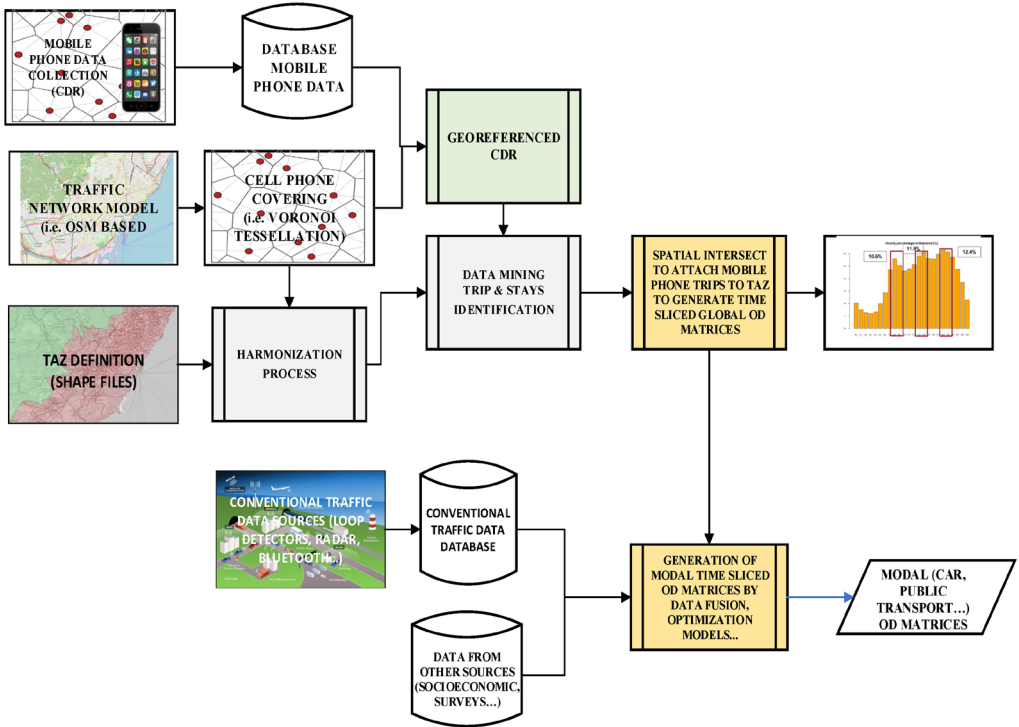 MOBILE
PHONE DATA
COLLECTION
(CDR)
DATABASE
MOBILE
PHONE DATA
GEOREFERENCED
CDR
TRAFFIC
NETWORK MODEL
(i.e. OSM BASED
CELL PHONE
COVERING
(i.e. VORONOI
TESSELLATION)
DATA MINING
TRIP & STAYS
IDENTIFICATION
SPATIAL INTERSECT
TO ATTACH MOBILE
PHONE TRIPS TO TAZ
TO GENERATE TIME
SLICED GLOBAL OD
MATRICES
10.6%
11.9%
12.4%
TAZ DEFINITION
(SHAPE FILES)
HARMONIZATION
PROCESS
CONVENTIONAL TRAFFIC
DATA SOURCES (LOOP
DETECTORS, RADAR,
BLUETOOTH...)
CONVENTIONAL
TRAFFIC DATA
DATABASE
GENERATION OF
MODAL TIME SLICED
OD MATRICES BY
DATA FUSION,
OPTIMIZATION
MODELS...
MODAL (CAR,
PUBLIC
TRANSPORT...)
OD MATRICES
DATA FROM
OTHER SOURCES
(SOCIOECONOMIC,
SURVEYS...)